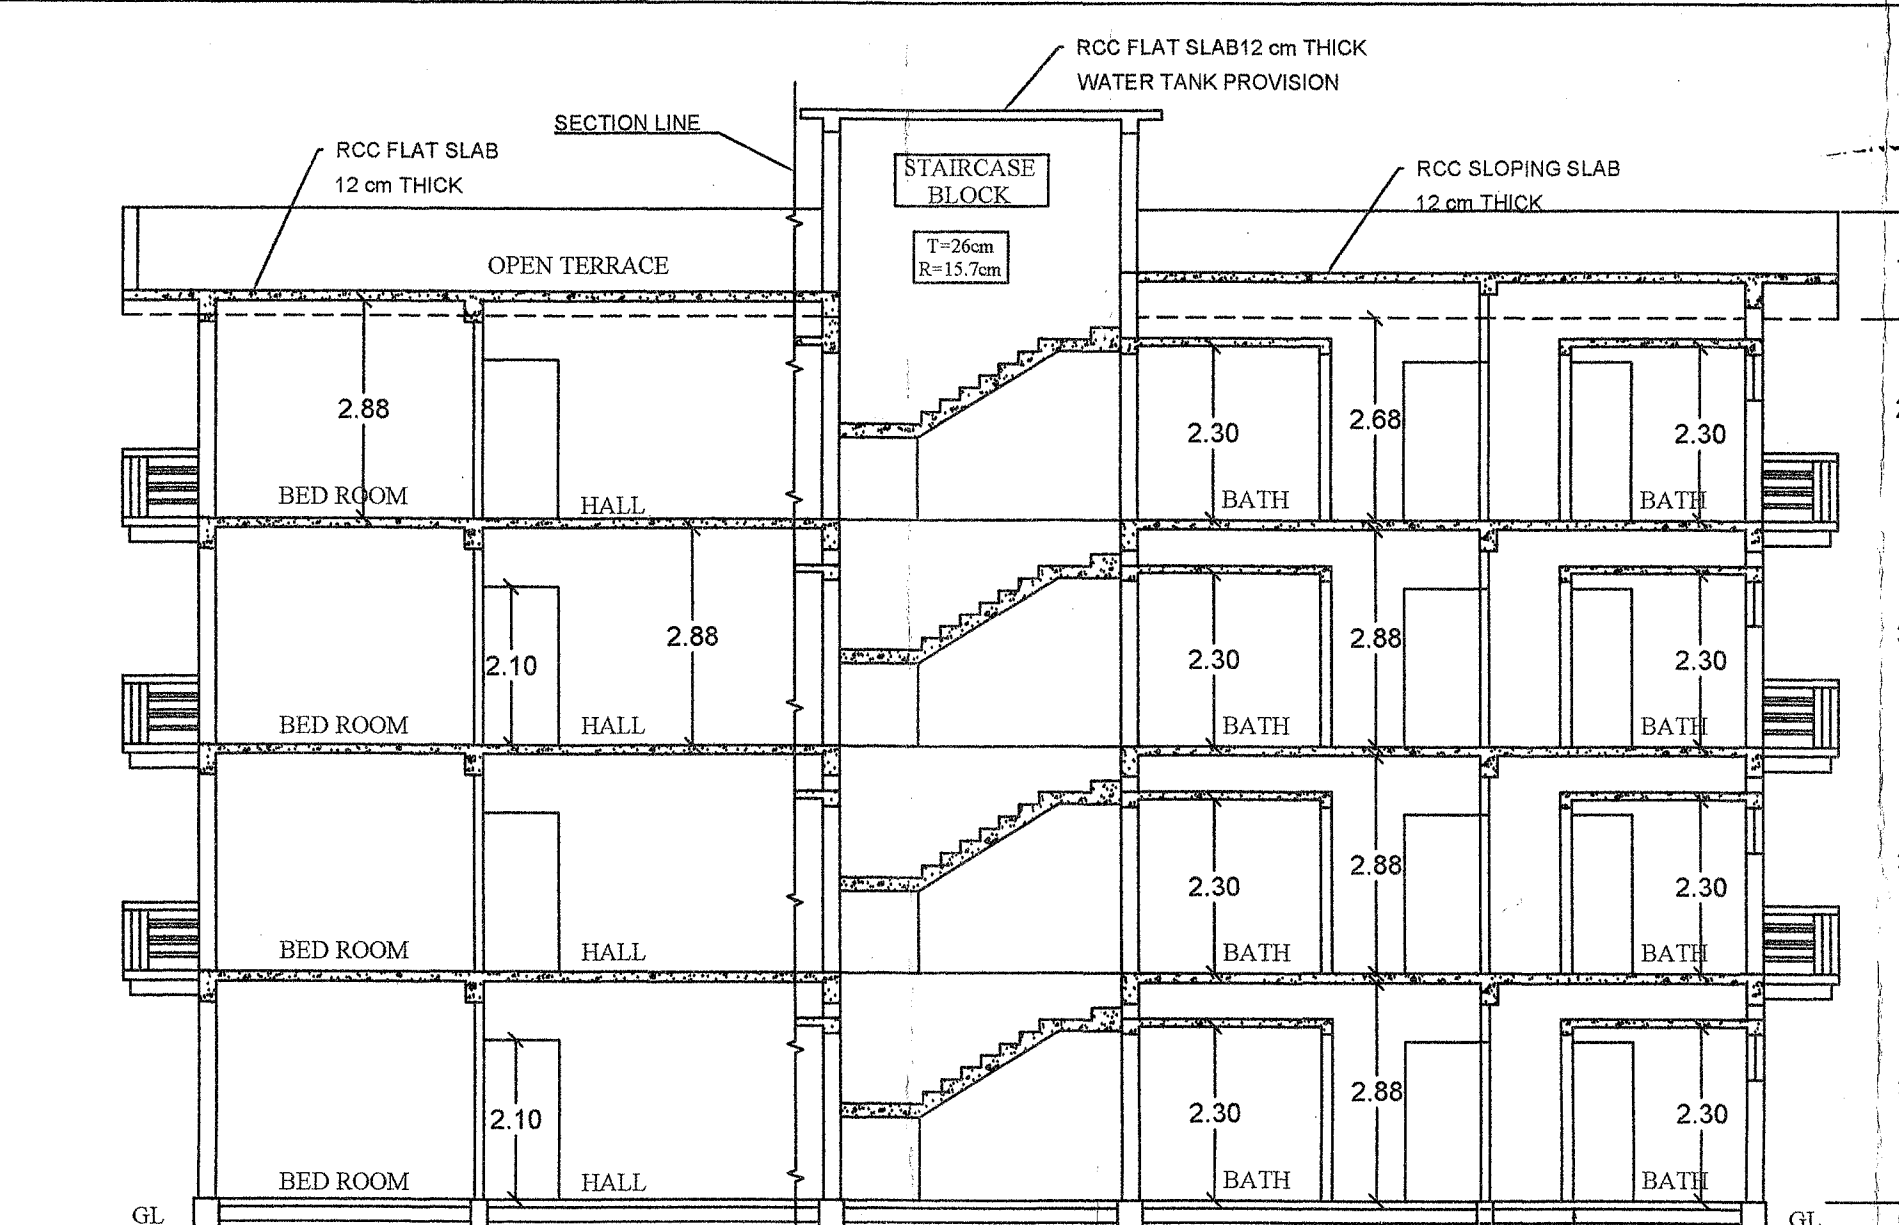 RCC FLAT SLAB12 cm THICK
WATER TANK PROVISION
SECTION LINE
RCC FLAT SLAB
12 cm THICK
STAIRCASE
BLOCK
RCC SLOPING SLAB
12 cm THICK
T=26cm
R=15.7cm
OPEN TERRACE
2.88
2.30
2.68
2.30
BED ROOM
HALL
BATH
BATH
2.10
2.88
2.30
2.88
2.30
BED ROOM
HALL
BATH
BATH
2.30
2.88
2.30
BED ROOM
HALL
BATH
BATH
2.10
2.30
2.88
2.30
BED ROOM
HALL
BATH
BATH
GL
GL